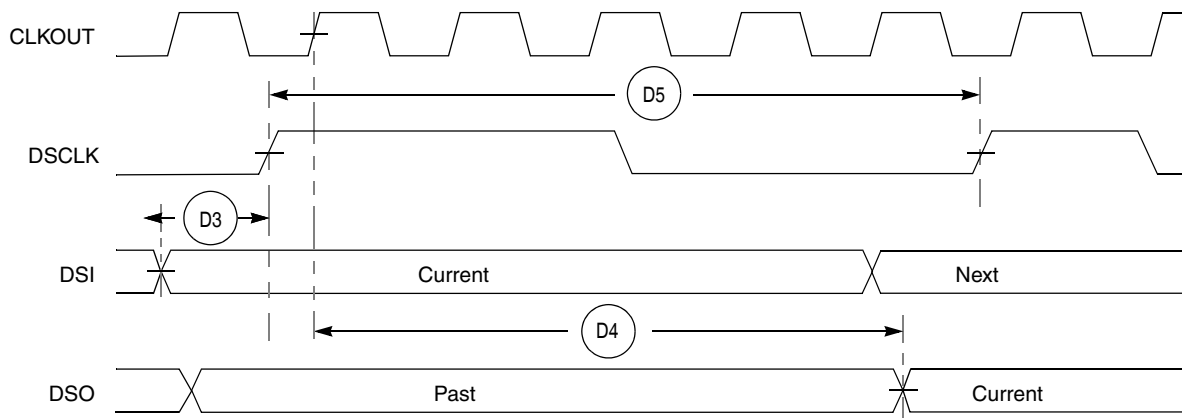 CLKOUT
D5
DSCLK
D3
DSI
Current
Next
D4
DSO
Past
Current